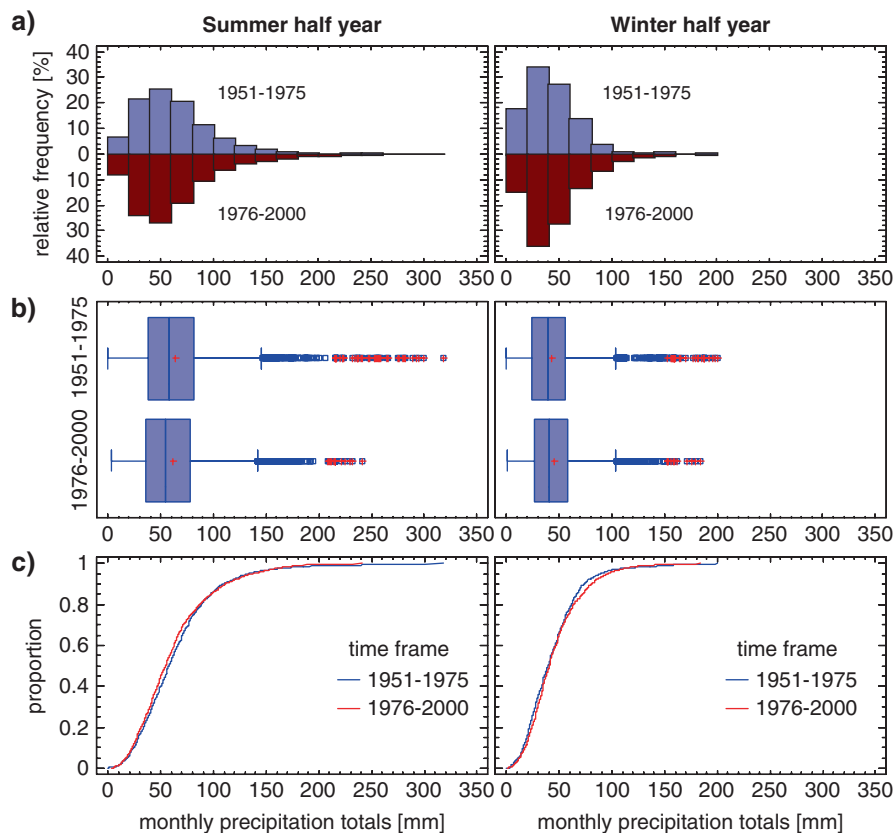 a)
Summer half year
Winter half year
relative frequency [%]
40
30
20
10
0
10
20
30
40
1951-1975
1976-2000
1951-1975
1976-2000
0 50 100 150 200 250 300 350
0 50 100 150 200 250 300 350
b)
1951-1975
1976-2000
0 50 100 150 200 250 300 350
0 50 100 150 200 250 300 350
c)
proportion
1
0.8
0.6
0.4
0.2
0
time frame
1951-1975
1976-2000
time frame
1951-1975
1976-2000
0 50 100 150 200 250 300 350
0 50 100 150 200 250 300 350
monthly precipitation totals [mm]
monthly precipitation totals [mm]